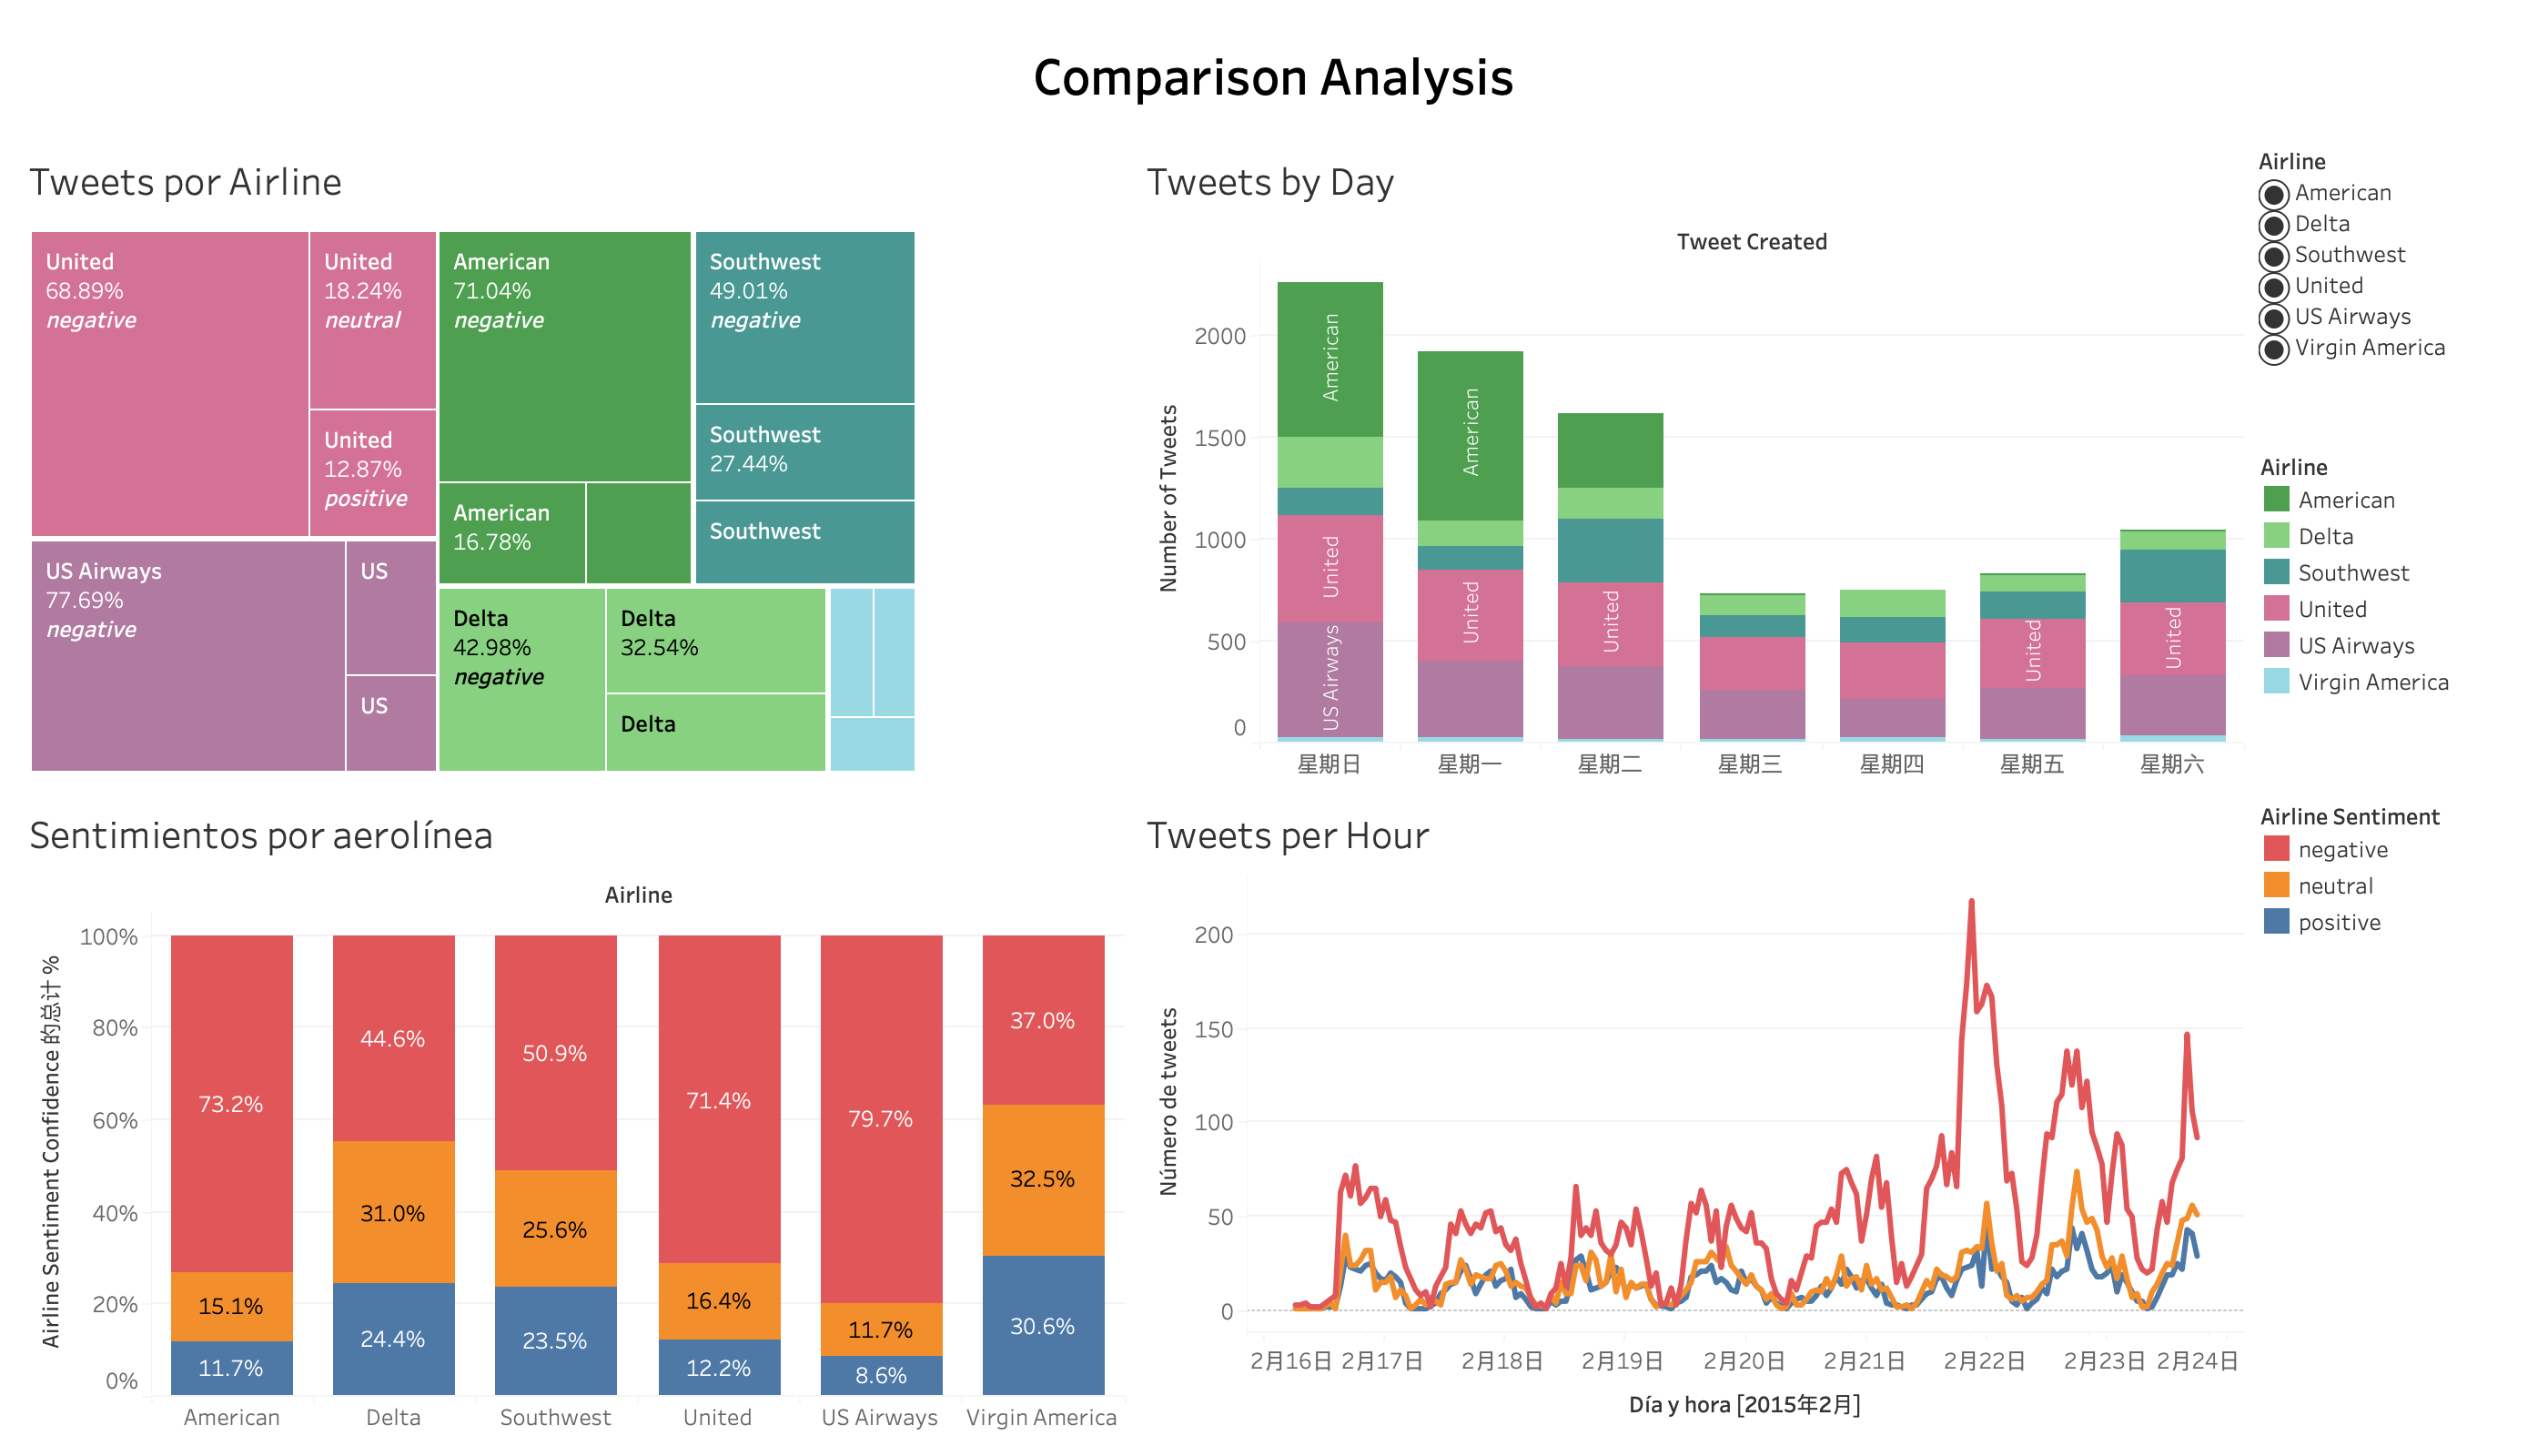 Comparison Analysis
Tweets por Airline
United
68.89%
negative
United
18.24%
neutral
United
12.87%
positive
American
71.04%
negative
American
16.78%
Southwest
49.01%
negative
Southwest
27.44%
Southwest
US Airways
77.69%
negative
US
US
Delta
42.98%
negative
Delta
32.54%
Delta
Tweets by Day
Tweet Created
Number of Tweets
2000
1500
1000
500
0
American
United
US Airways
American
United
United
United
United
星期日
星期一
星期二
星期三
星期四
星期五
星期六
Airline
American
Delta
Southwest
United
US Airways
Virgin America
Airline
American
Delta
Southwest
United
US Airways
Virgin America
Sentimientos por aerolínea
Airline
Airline Sentiment Confidence 的总计 %
100%
80%
60%
40%
20%
0%
73.2%
15.1%
11.7%
44.6%
31.0%
24.4%
50.9%
25.6%
23.5%
71.4%
16.4%
12.2%
79.7%
11.7%
8.6%
37.0%
32.5%
30.6%
American
Delta
Southwest
United
US Airways
Virgin America
Tweets per Hour
Número de tweets
200
150
100
50
0
2月16日
2月17日
2月18日
2月19日
2月20日
2月21日
2月22日
2月23日
2月24日
Día y hora [2015年2月]
Airline Sentiment
negative
neutral
positive